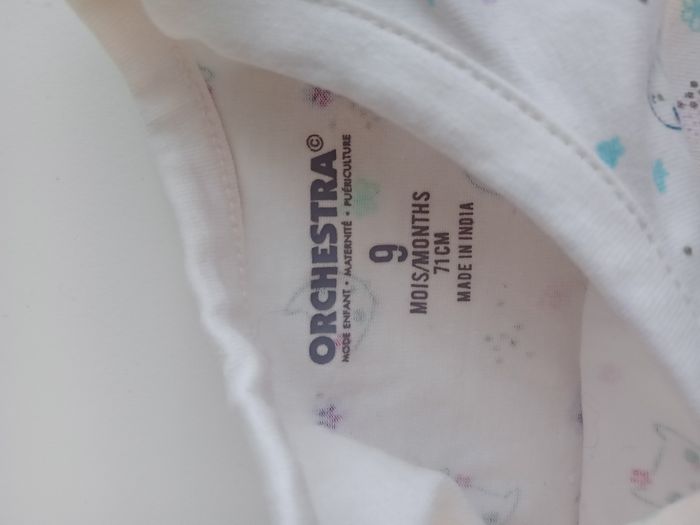 ORCHESTRA©
MODE ENFANT • MATERNITÉ • PUÉRICULTURE
9
MOIS/MONTHS
71CM
MADE IN INDIA